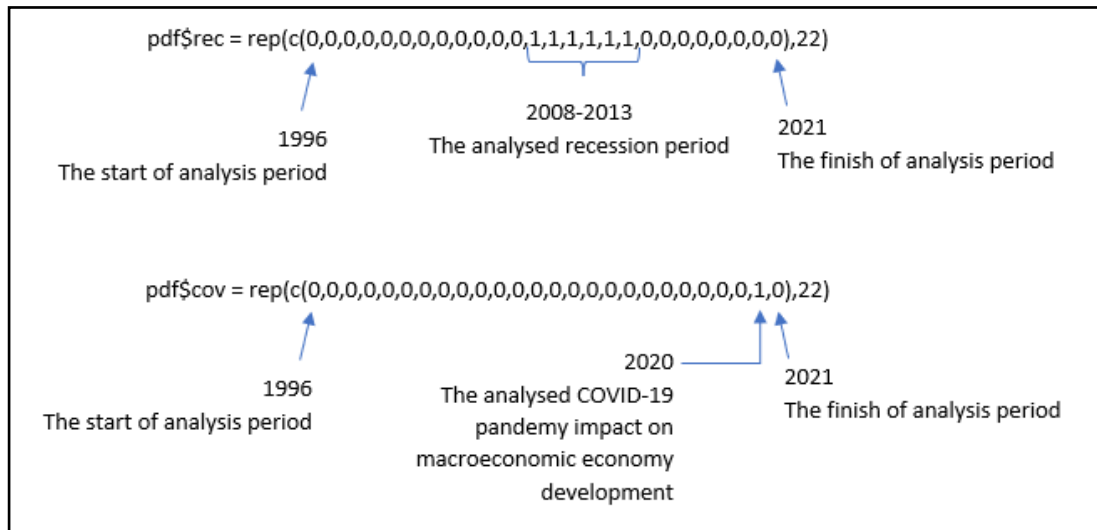 pdf$rec = rep(c(0,0,0,0,0,0,0,0,0,0,0,0,1,1,1,1,1,1,0,0,0,0,0,0,0,0),22)
2008-2013
The analysed recession period
1996
The start of analysis period
2021
The finish of analysis period
pdf$cov = rep(c(0,0,0,0,0,0,0,0,0,0,0,0,0,0,0,0,0,0,0,0,0,0,0,0,1,0),22)
1996
The start of analysis period
2020
The analysed COVID-19
pandemy impact on
macroeconomic economy
development
2021
The finish of analysis period